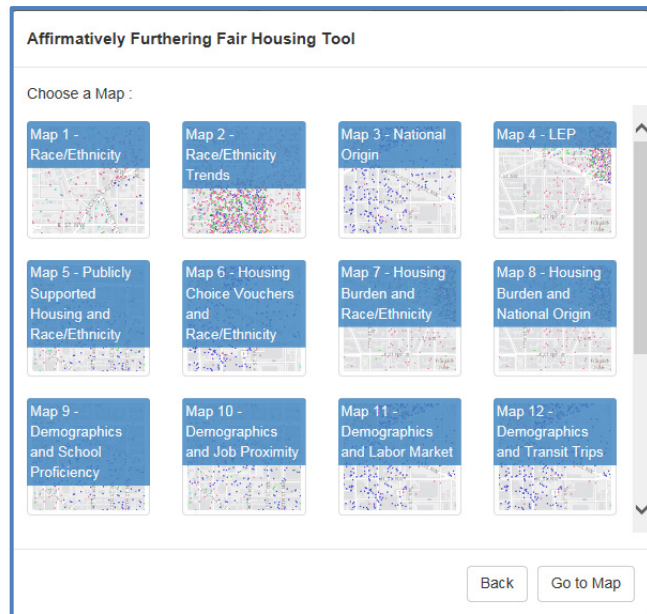 Affirmatively Furthering Fair Housing Tool
Choose a Map :
Map 1 -
Race/Ethnicity
Map 2 -
Race/Ethnicity
Trends
Map 3 - National
Origin
Map 4 - LEP
Map 5 - Publicly
Supported
Housing and
Race/Ethnicity
Map 6 - Housing
Choice Vouchers
and
Race/Ethnicity
Map 7 - Housing
Burden and
Race/Ethnicity
Map 8 - Housing
Burden and
National Origin
Map 9 -
Demographics
and School
Proficiency
Map 10 -
Demographics
and Job Proximity
Map 11 -
Demographics
and Labor Market
Map 12 -
Demographics
and Transit Trips
Back
Go to Map